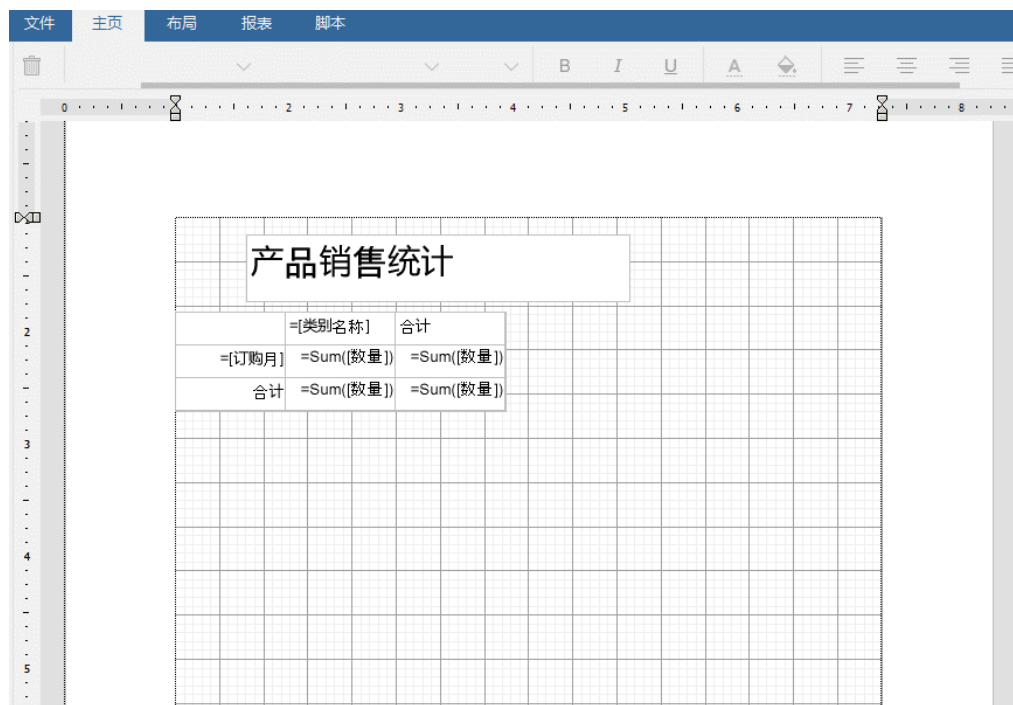 文件 主页 布局 报表 脚本
B I U A
0 2 3 4 5 6 7 8
产品销售统计
=[类别名称] 合计
=[订购月] =Sum([数量]) =Sum([数量])
合计 =Sum([数量]) =Sum([数量])
2
3
4
5